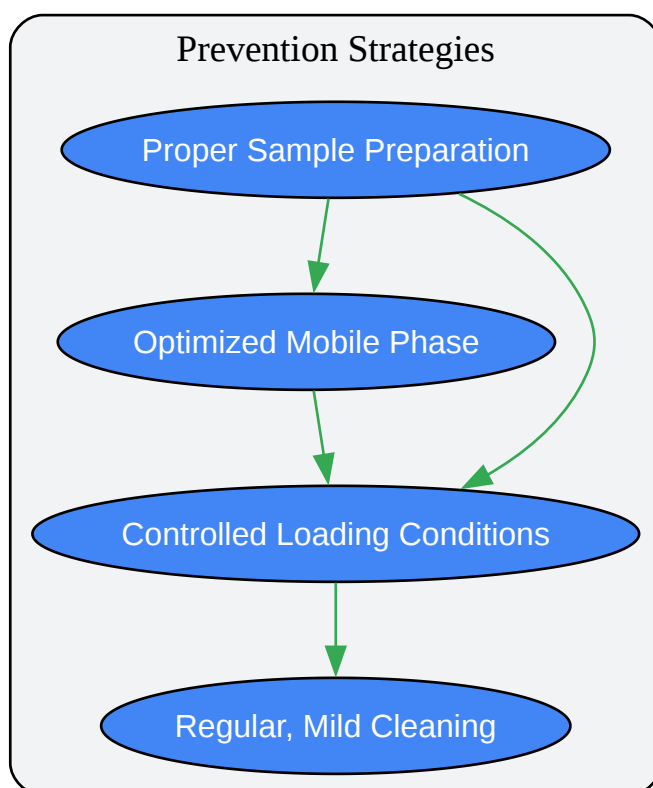 Prevention Strategies
Proper Sample Preparation
Optimized Mobile Phase
Controlled Loading Conditions
Regular, Mild Cleaning